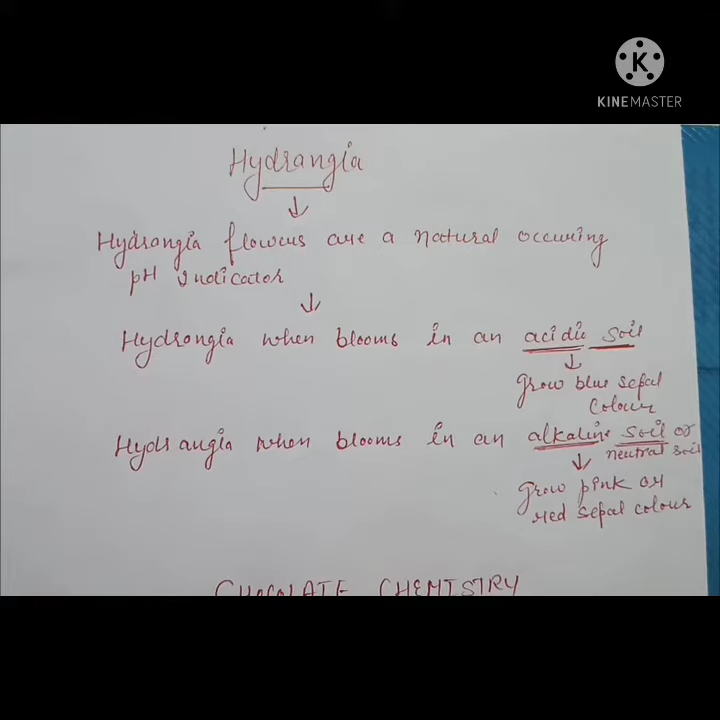 K
KINEMASTER
Hydrangia
Hydrangia flowers are a natural occuring
pH indicator
Hydrangia when blooms in an acidic soil
Grow blue sepal
colour
Hydrangia when blooms in an alkaline soil or
neutral soil
Grow pink or
red sepal colour
CHOCOLATE CHEMISTRY